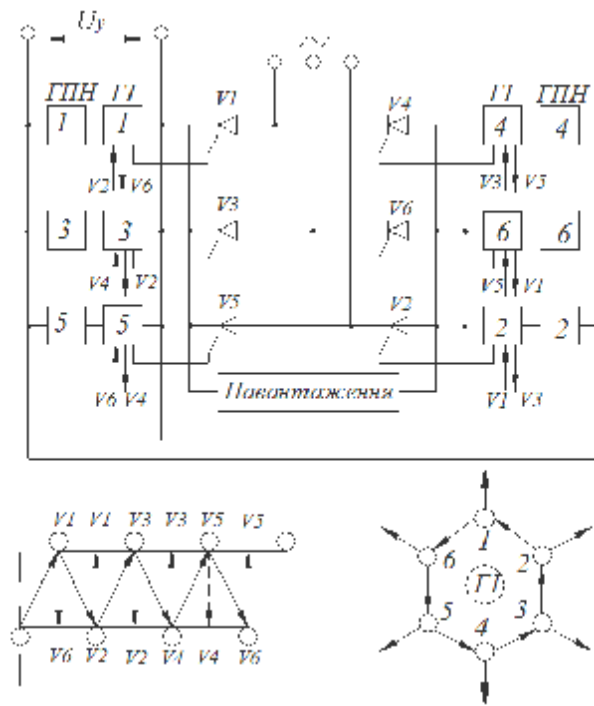 Uу
ГПН ГІ V1 V4 ГІ ГПН
1 1 4 4
V2 V6 V3 V5
V3 V6
3 3 6 6
V4 V2 V5 V1
V5 V2
5 5 2 2
Навантаження
V6 V4 V1 V3
V1 V1 V3 V3 V5 V5
V6 V2 V2 V4 V4 V6
1
6 2
ГІ
5 3
4